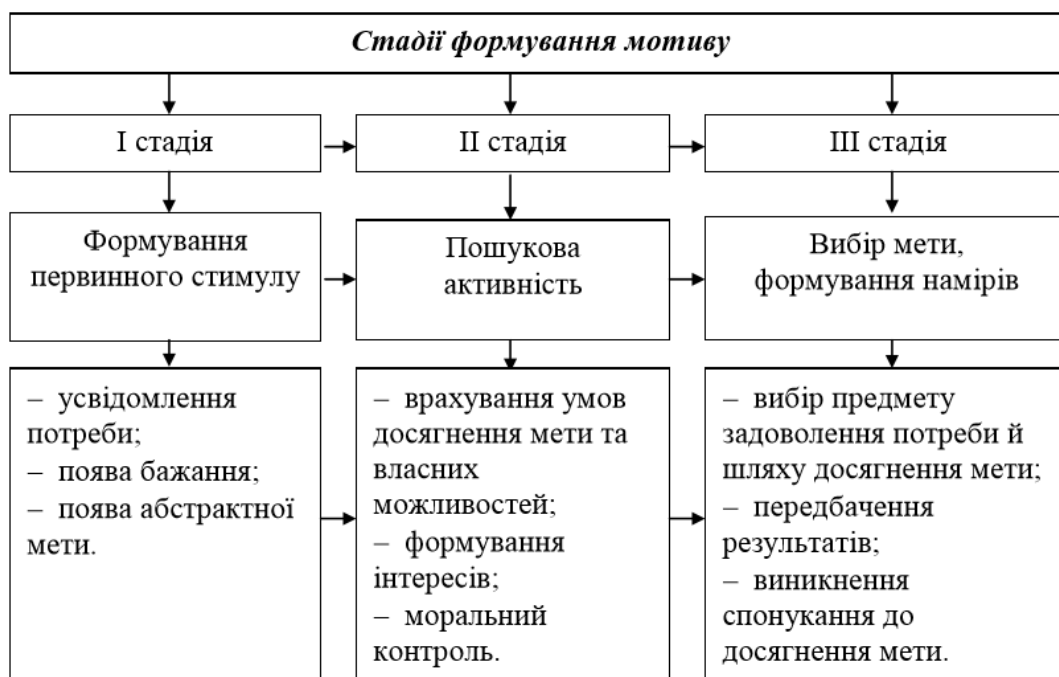 Стадії формування мотиву
І стадія
ІІ стадія
ІІІ стадія
Формування
первинного стимулу
Пошукова
активність
Вибір мети,
формування намірів
– усвідомлення
потреби;
– поява бажання;
– поява абстрактної
мети.
– врахування умов
досягнення мети та
власних
можливостей;
– формування
інтересів;
– моральний
контроль.
– вибір предмету
задоволення потреби й
шляху досягнення мети;
– передбачення
результатів;
– виникнення
спонукання до
досягнення мети.